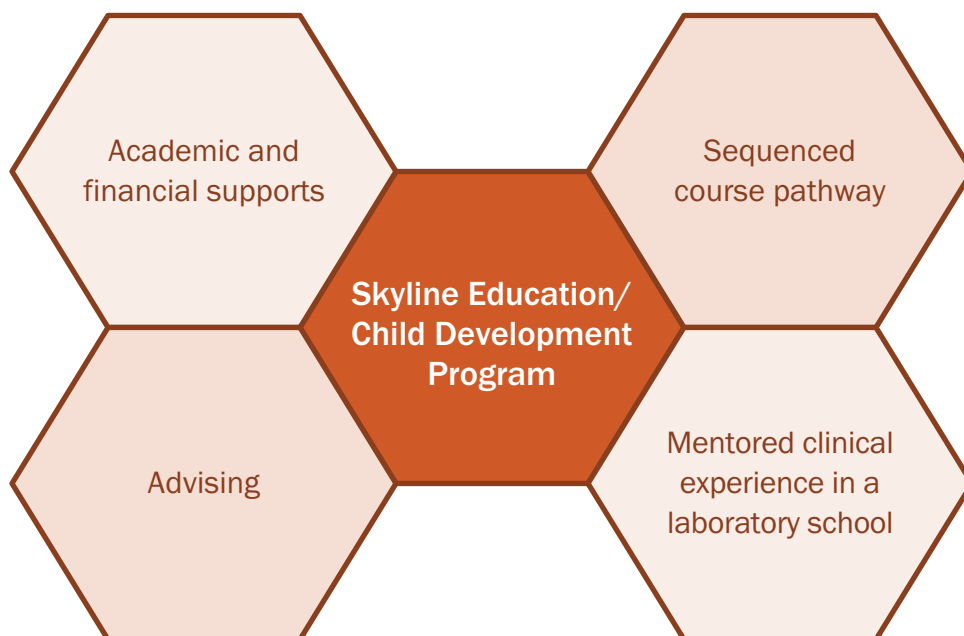 Academic and
financial supports
Sequenced
course pathway
Skyline Education/
Child Development
Program
Advising
Mentored clinical
experience in a
laboratory school